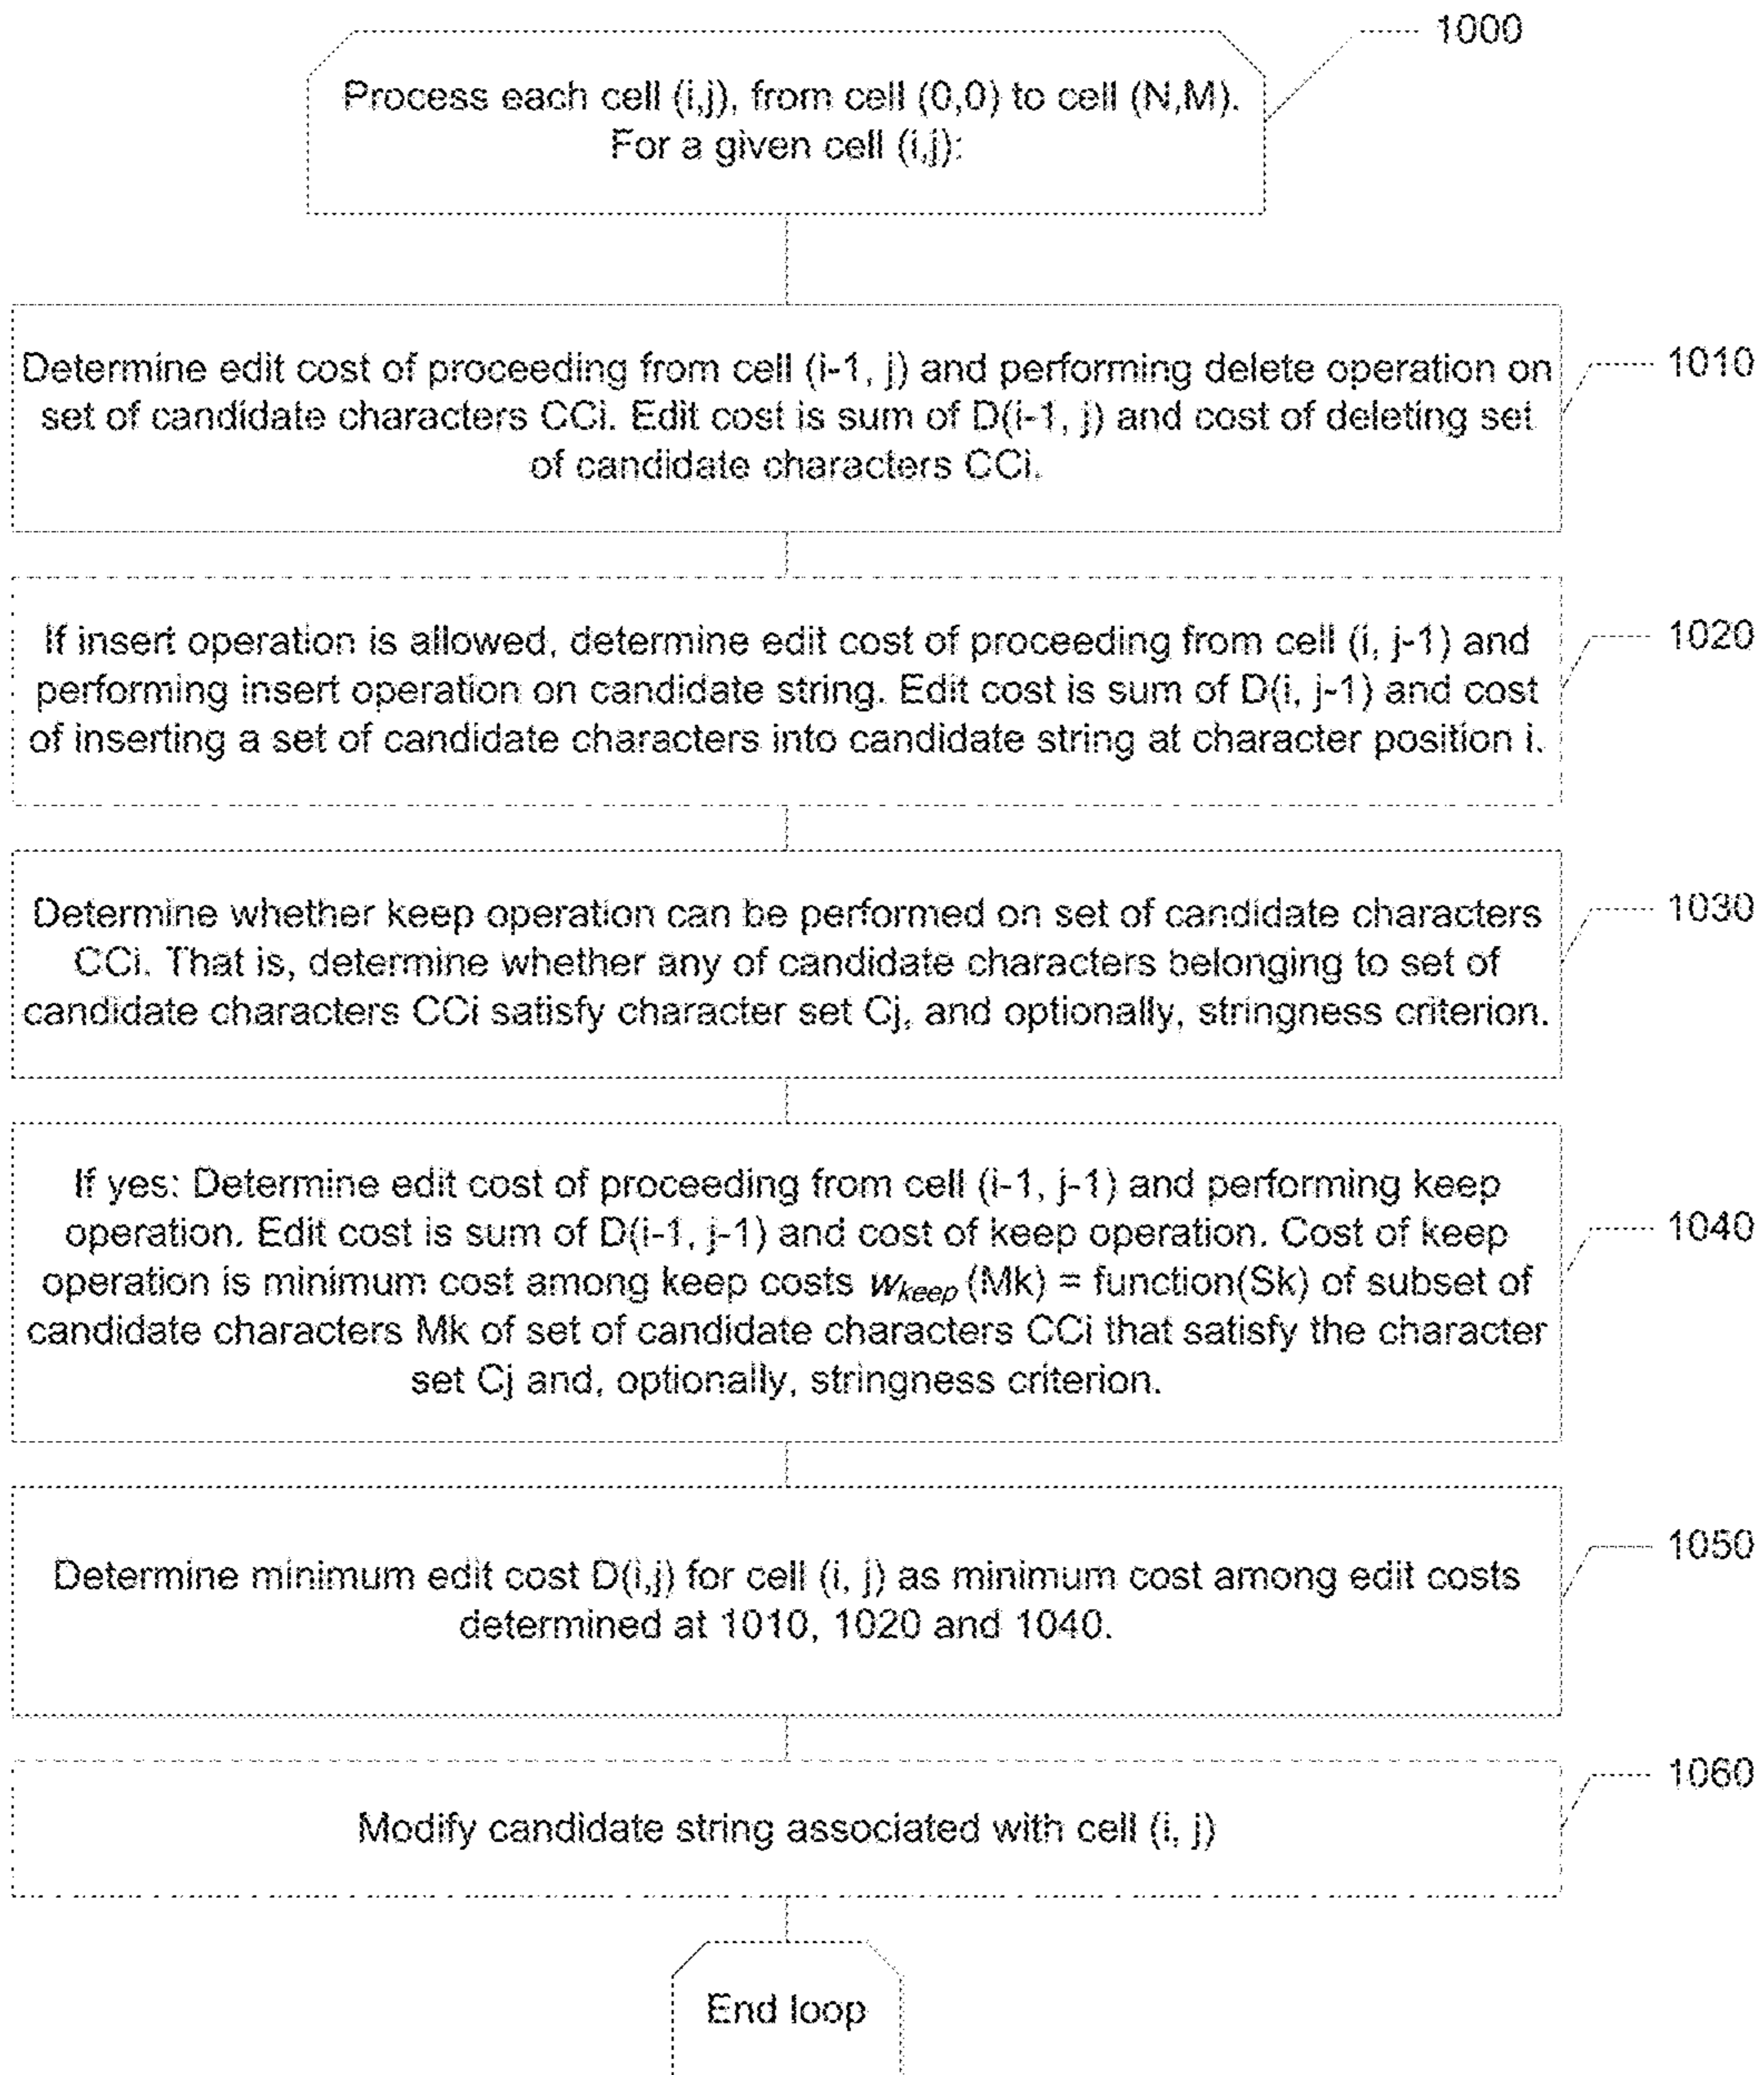 1000
Process each cell (i,j), from cell (0,0) to cell (N,M).
For a given cell (i,j):
Determine edit cost of proceeding from cell (i-1, j) and performing delete operation on
set of candidate characters CCi. Edit cost is sum of D(i-1, j) and cost of deleting set
of candidate characters CCi.
1010
If insert operation is allowed, determine edit cost of proceeding from cell (i, j-1) and
performing insert operation on candidate string. Edit cost is sum of D(i, j-1) and cost
of inserting a set of candidate characters into candidate string at character position i.
1020
Determine whether keep operation can be performed on set of candidate characters
CCi. That is, determine whether any of candidate characters belonging to set of
candidate characters CCi satisfy character set Cj, and optionally, stringness criterion.
1030
If yes: Determine edit cost of proceeding from cell (i-1, j-1) and performing keep
operation. Edit cost is sum of D(i-1, j-1) and cost of keep operation. Cost of keep
operation is minimum cost among keep costs wkeep (Mk) = function(Sk) of subset of
candidate characters Mk of set of candidate characters CCi that satisfy the character
set Cj and, optionally, stringness criterion.
1040
Determine minimum edit cost D(i,j) for cell (i, j) as minimum cost among edit costs
determined at 1010, 1020 and 1040.
1050
Modify candidate string associated with cell (i, j)
1060
End loop